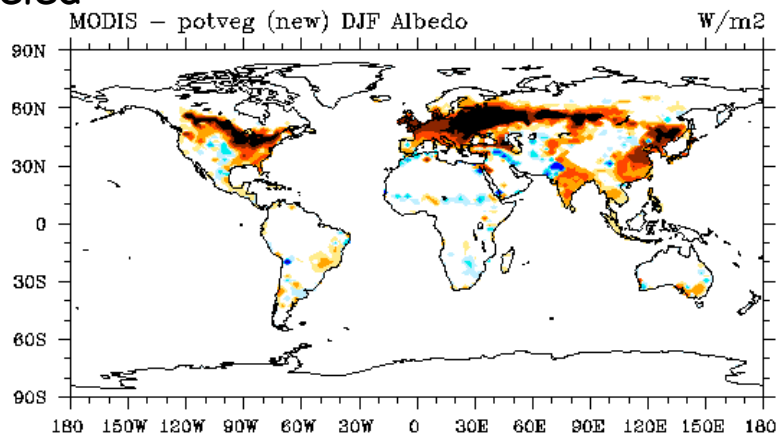 MODIS – potveg (new) DJF Albedo W/m2
90N
60N
30N
0
30S
60S
90S
180 150W 120W 90W 60W 30W 0 30E 60E 90E 120E 150E 180